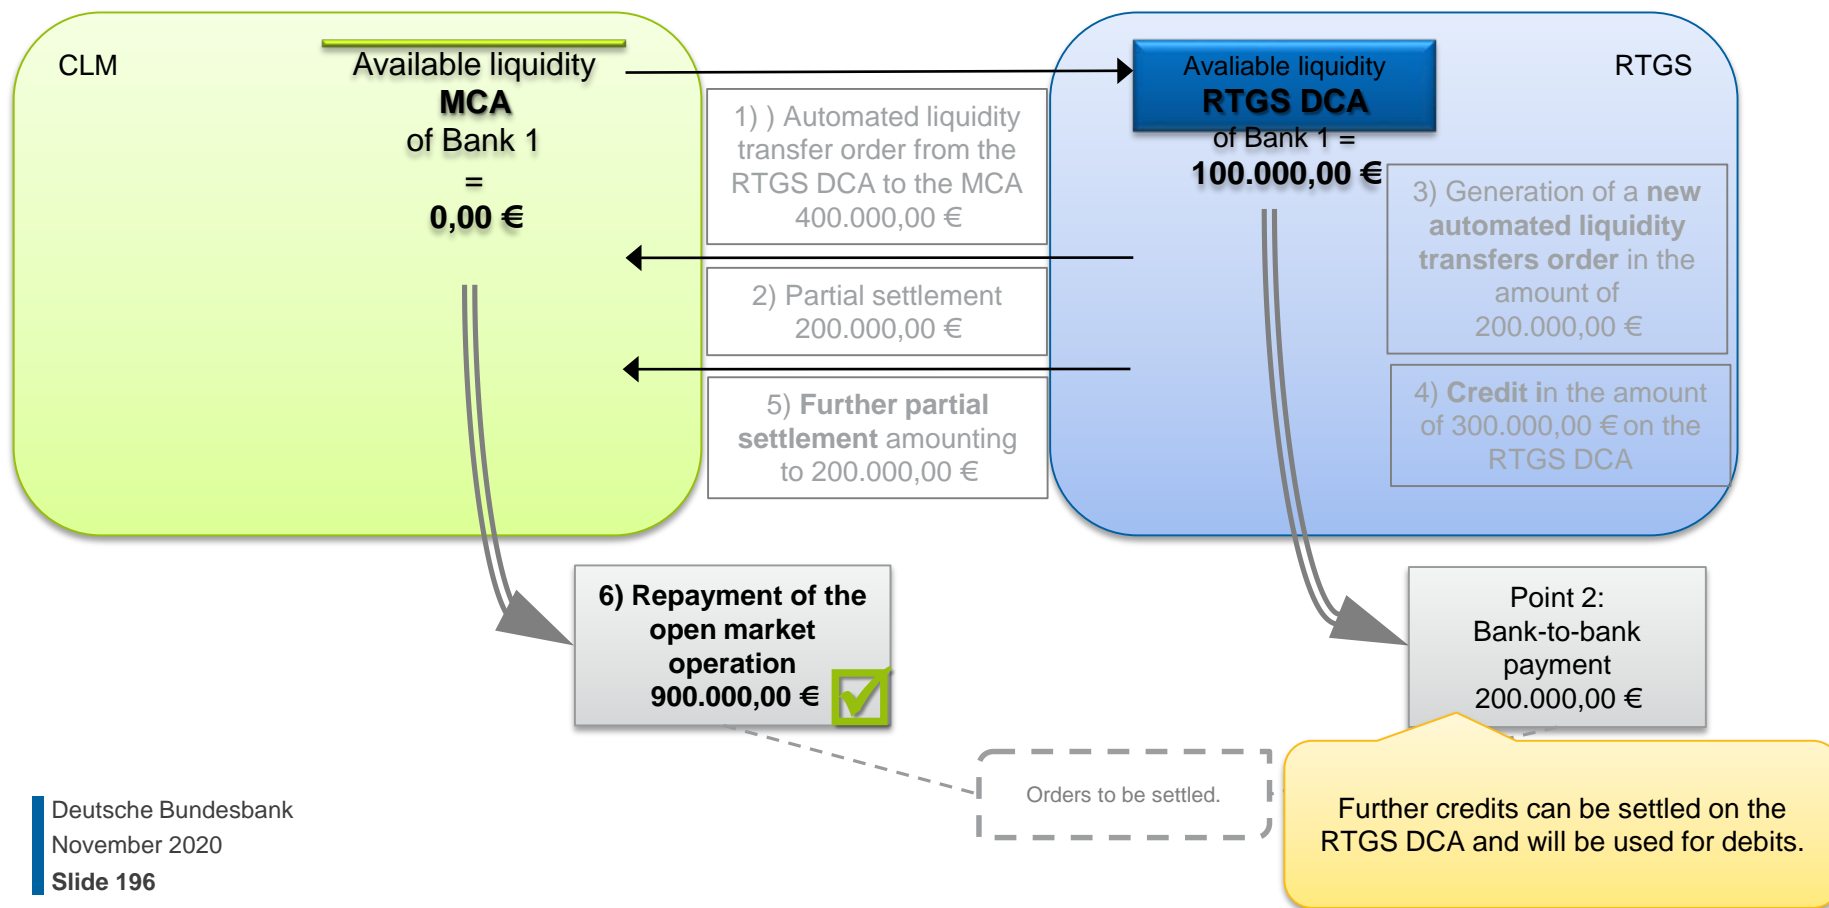 CLM
Available liquidity
MCA
of Bank 1
=
0,00 €
1) ) Automated liquidity
transfer order from the
RTGS DCA to the MCA
400.000,00 €
2) Partial settlement
200.000,00 €
5) Further partial
settlement amounting
to 200.000,00 €
Avaliable liquidity
RTGS DCA
of Bank 1 =
100.000,00 €
RTGS
3) Generation of a new
automated liquidity
transfers order in the
amount of
200.000,00 €
4) Credit in the amount
of 300.000,00 € on the
RTGS DCA
6) Repayment of the
open market
operation
900.000,00 €
Point 2:
Bank-to-bank
payment
200.000,00 €
Orders to be settled.
Further credits can be settled on the
RTGS DCA and will be used for debits.
Deutsche Bundesbank
November 2020
Slide 196